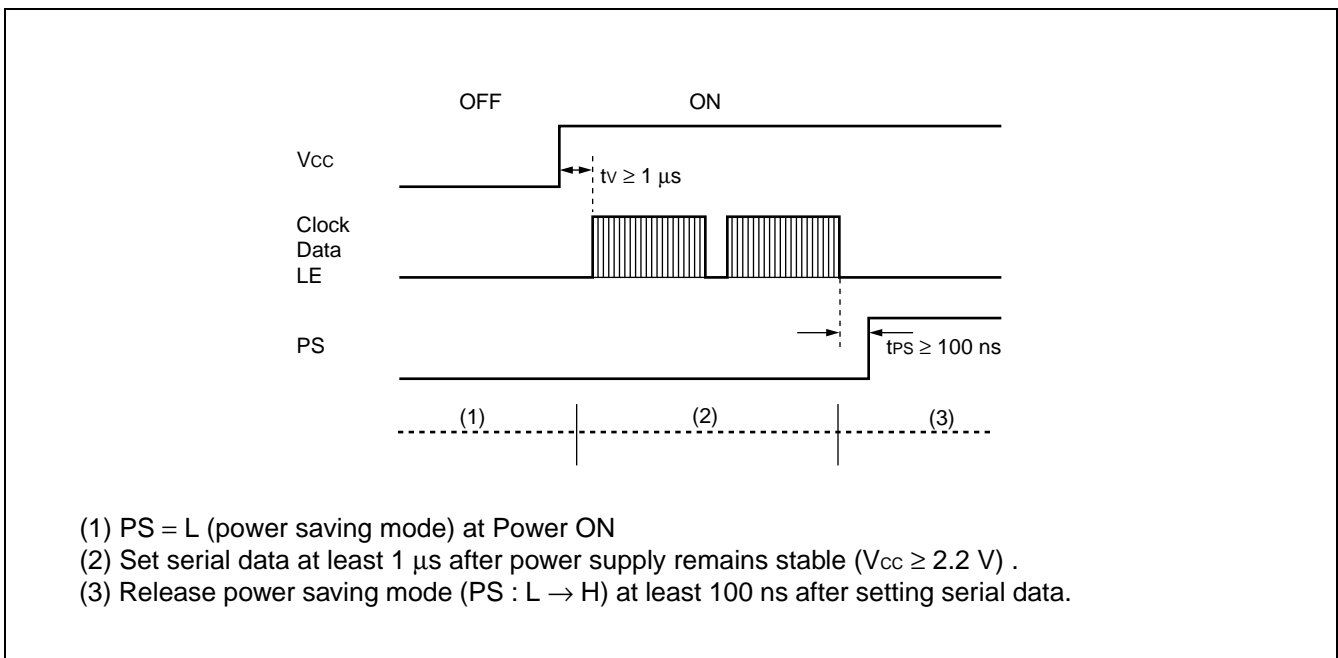 OFF ON
Vcc
tv ≥ 1 μs
Clock
Data
LE
PS
tPS ≥ 100 ns
(1) (2) (3)
(1) PS = L (power saving mode) at Power ON
(2) Set serial data at least 1 μs after power supply remains stable (Vcc ≥ 2.2 V) .
(3) Release power saving mode (PS : L → H) at least 100 ns after setting serial data.